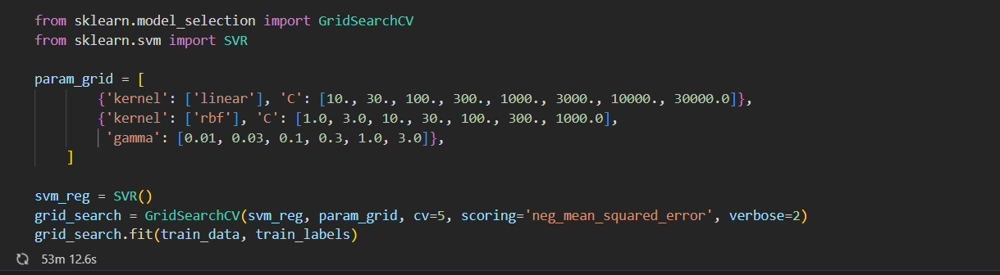 from sklearn.model_selection import GridSearchCV
from sklearn.svm import SVR
param_grid = [
{'kernel': ['linear'], 'C': [10., 30., 100., 300., 1000., 3000., 10000., 30000.0]},
{'kernel': ['rbf'], 'C': [1.0, 3.0, 10., 30., 100., 300., 1000.0],
'gamma': [0.01, 0.03, 0.1, 0.3, 1.0, 3.0]},
]
svm_reg = SVR()
grid_search = GridSearchCV(svm_reg, param_grid, cv=5, scoring='neg_mean_squared_error', verbose=2)
grid_search.fit(train_data, train_labels)
53m 12.6s